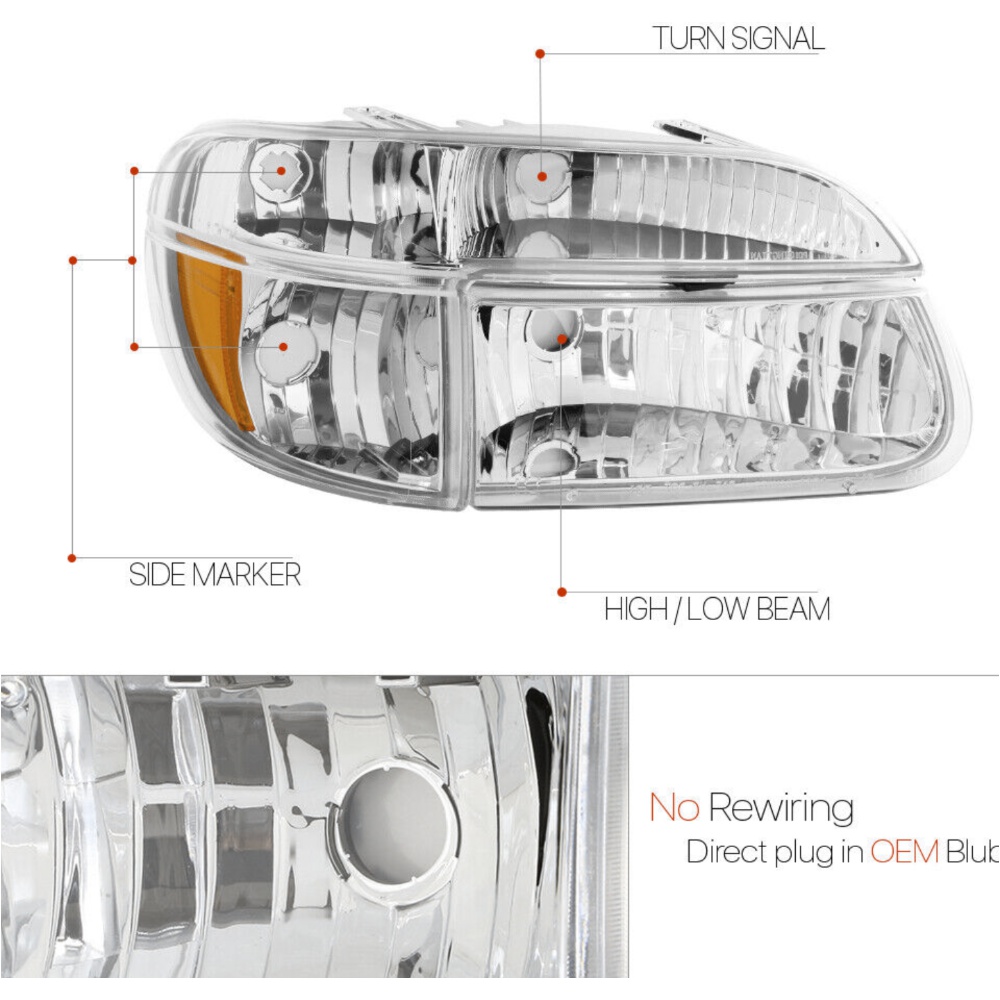 TURN SIGNAL
SIDE MARKER
HIGH / LOW BEAM
No Rewiring
Direct plug in OEM Blub